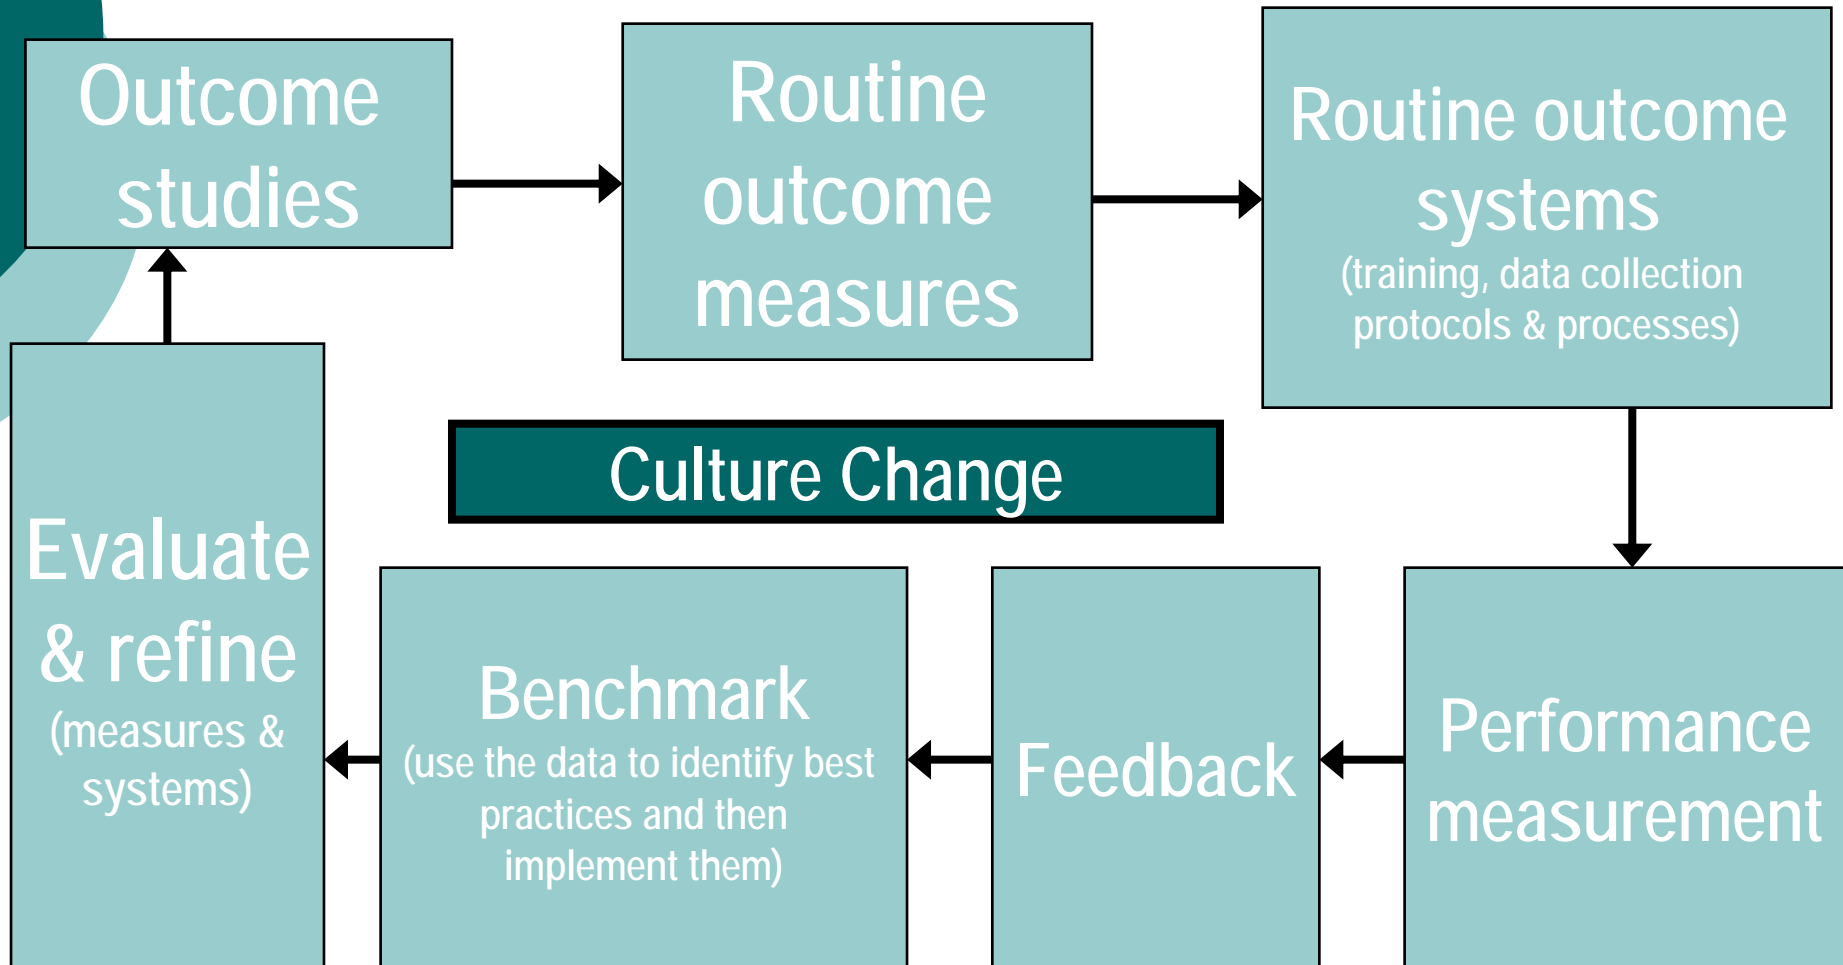 Outcome
studies
Routine
outcome
measures
Routine outcome
systems
(training, data collection
protocols & processes)
Culture Change
Evaluate
& refine
(measures &
systems)
Benchmark
(use the data to identify best
practices and then
implement them)
Feedback
Performance
measurement